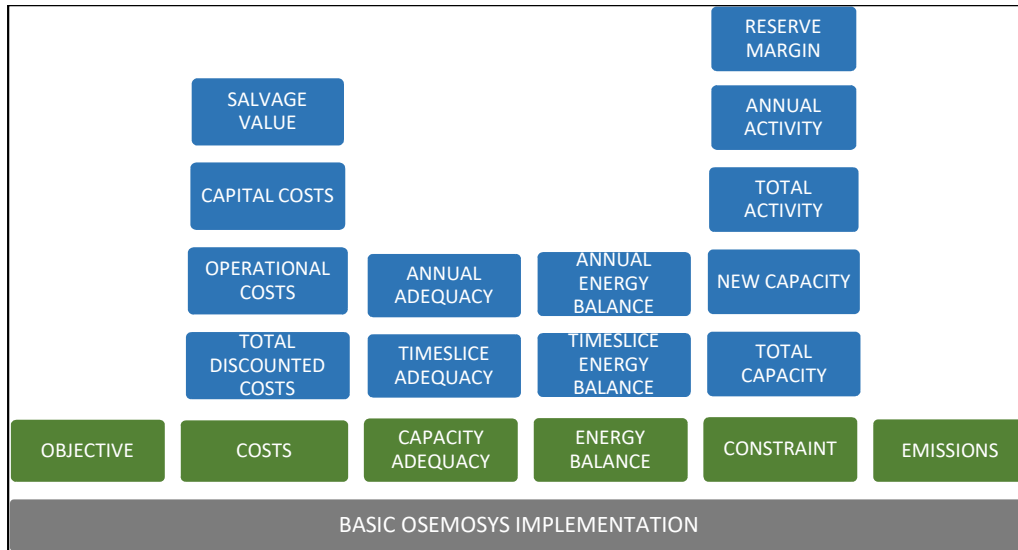 RESERVE
MARGIN
SALVAGE
VALUE
ANNUAL
ACTIVITY
CAPITAL COSTS
TOTAL
ACTIVITY
OPERATIONAL
COSTS
ANNUAL
ADEQUACY
ANNUAL
ENERGY
BALANCE
NEW CAPACITY
TOTAL
DISCOUNTED
COSTS
TIMESLICE
ADEQUACY
TIMESLICE
ENERGY
BALANCE
TOTAL
CAPACITY
OBJECTIVE
COSTS
CAPACITY
ADEQUACY
ENERGY
BALANCE
CONSTRAINT
EMISSIONS
BASIC OSEMOSYS IMPLEMENTATION